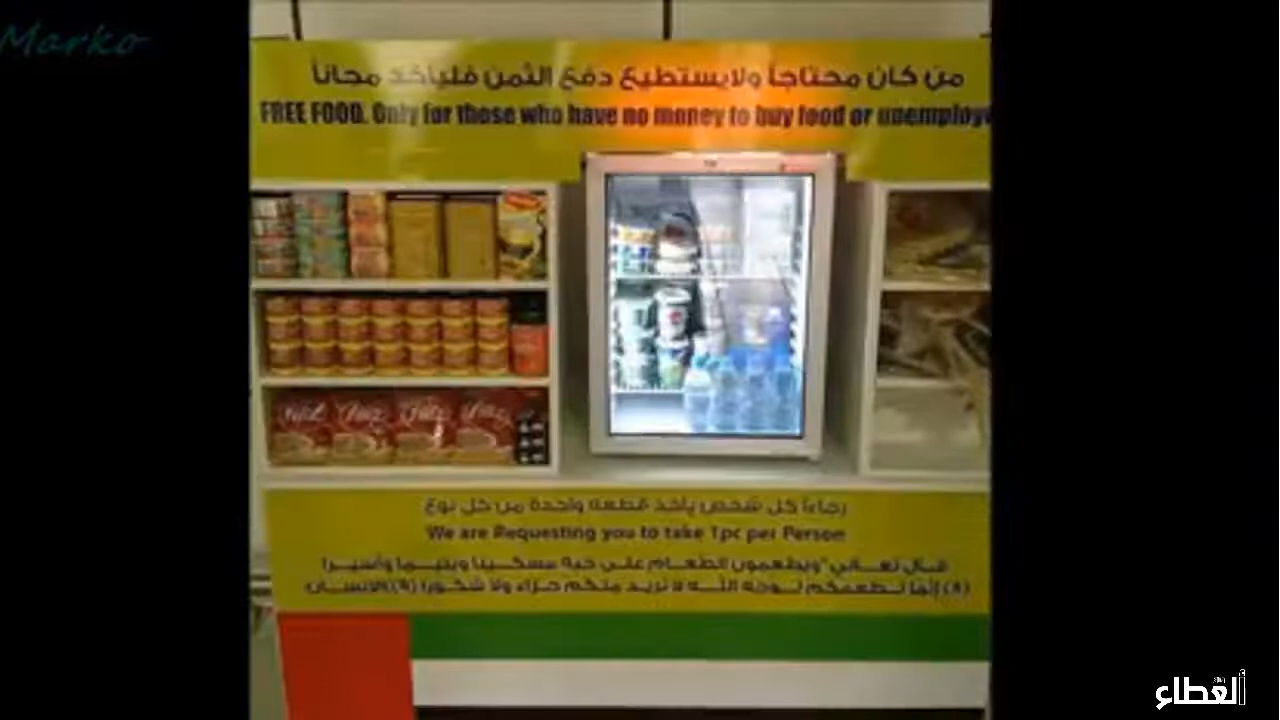 Marko
من كان محتاجاً ولايستطيع دفع الثمن فليأخذ مجاناً
FREE FOOD. Only for those who have no money to buy food or unemploye
رجاءاً كل شخص يأخذ قطعة واحدة من كل نوع
We are Requesting you to take 1pc per Person
قال تعالى "ويطعمون الطعام على حبه مسكينا ويتيما وأسيرا
(٨) إنما نطعمكم لوجه الله لا نريد منكم جزاء ولا شكورا (٩) الانسان
العطاء